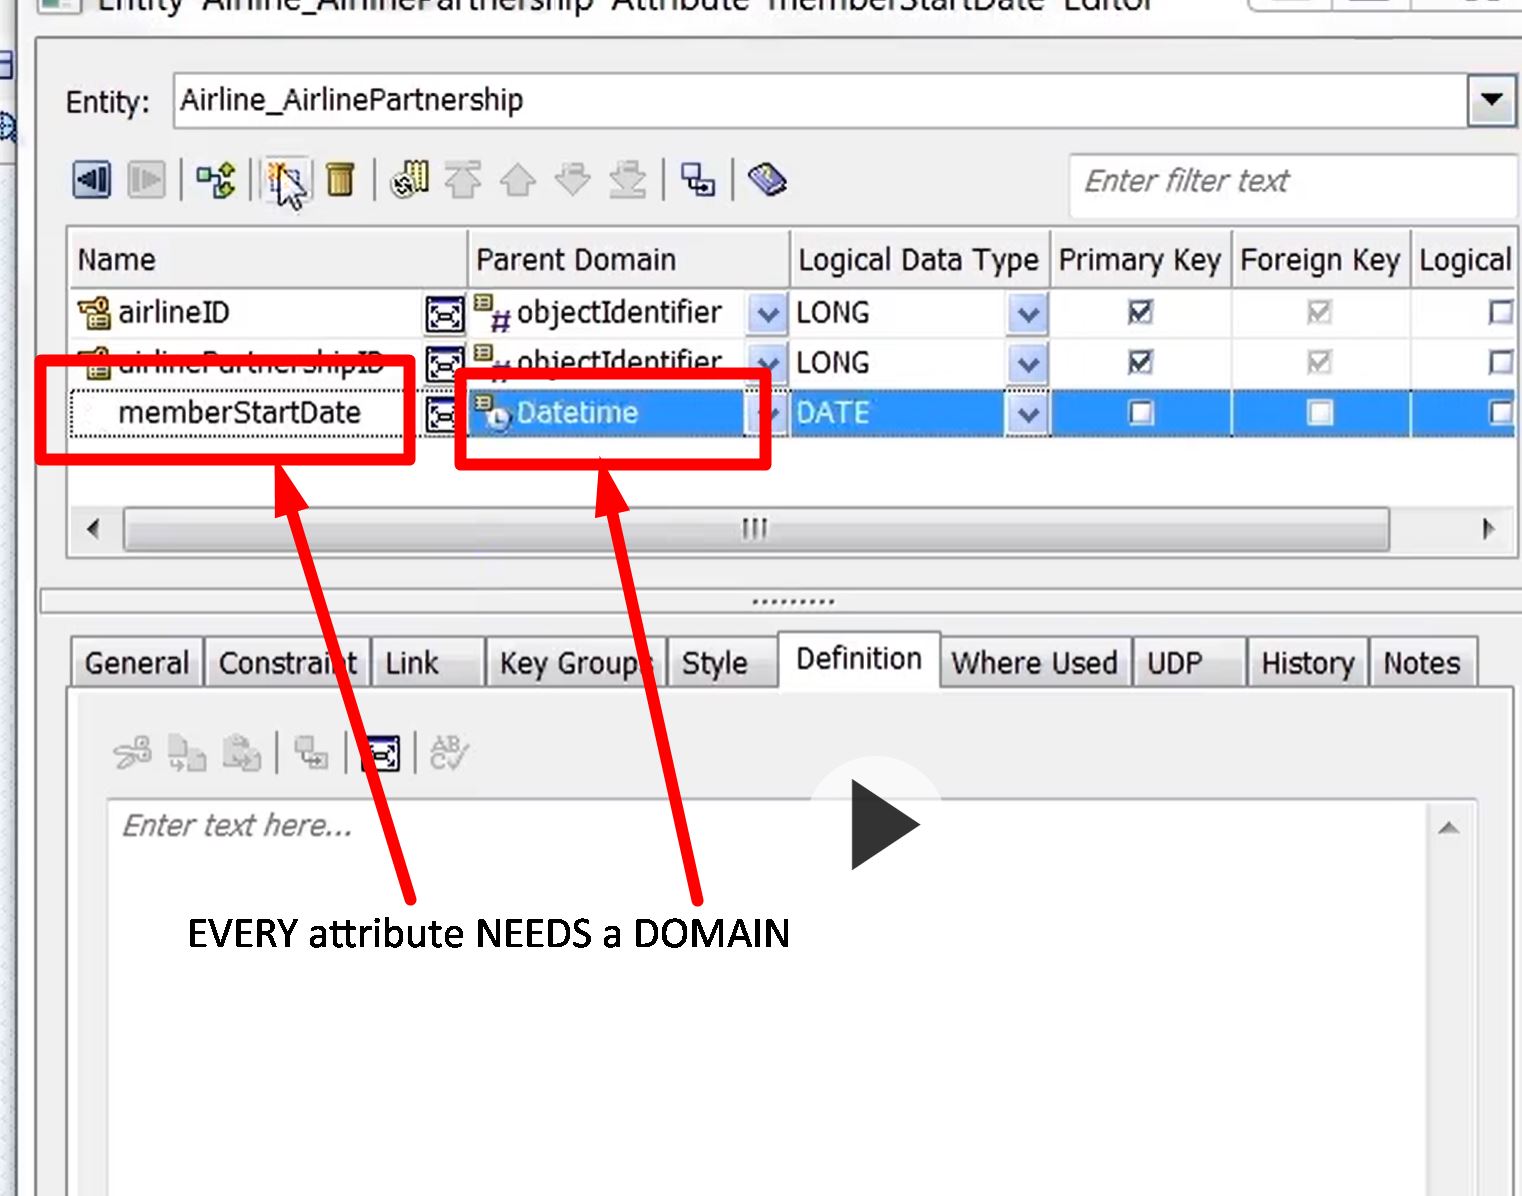 Entity 'Airline_AirlinePartnership' Attribute 'memberStartDate' Editor
Entity: Airline_AirlinePartnership
Enter filter text
Name Parent Domain Logical Data Type Primary Key Foreign Key Logical
airlineID objectIdentifier LONG
airlinePartnershipID objectIdentifier LONG
memberStartDate Datetime DATE
General Constraint Link Key Groups Style Definition Where Used UDP History Notes
Enter text here...
EVERY attribute NEEDS a DOMAIN